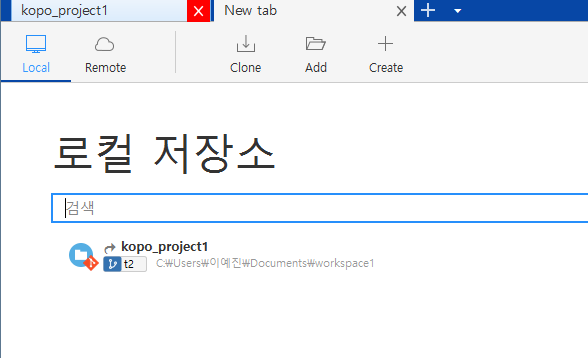 kopo_project1 New tab
Local Remote Clone Add Create
로컬 저장소
검색
kopo_project1
t2 C:₩Users₩이예진₩Documents₩workspace1